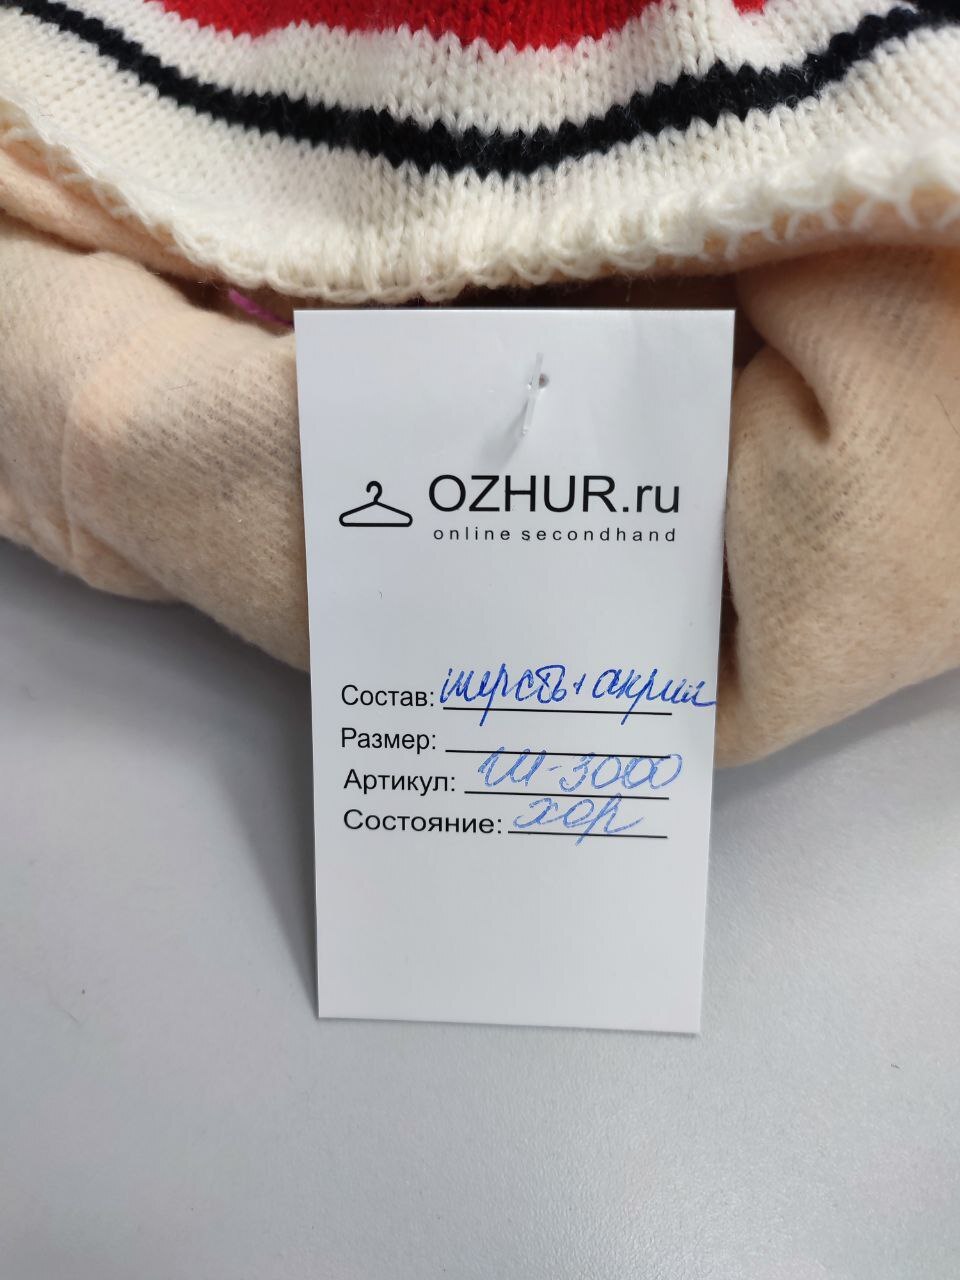 OZHUR.ru
online secondhand
Состав: шерсть+ акрил
Размер:
Артикул: Ш-3000
Состояние: хор